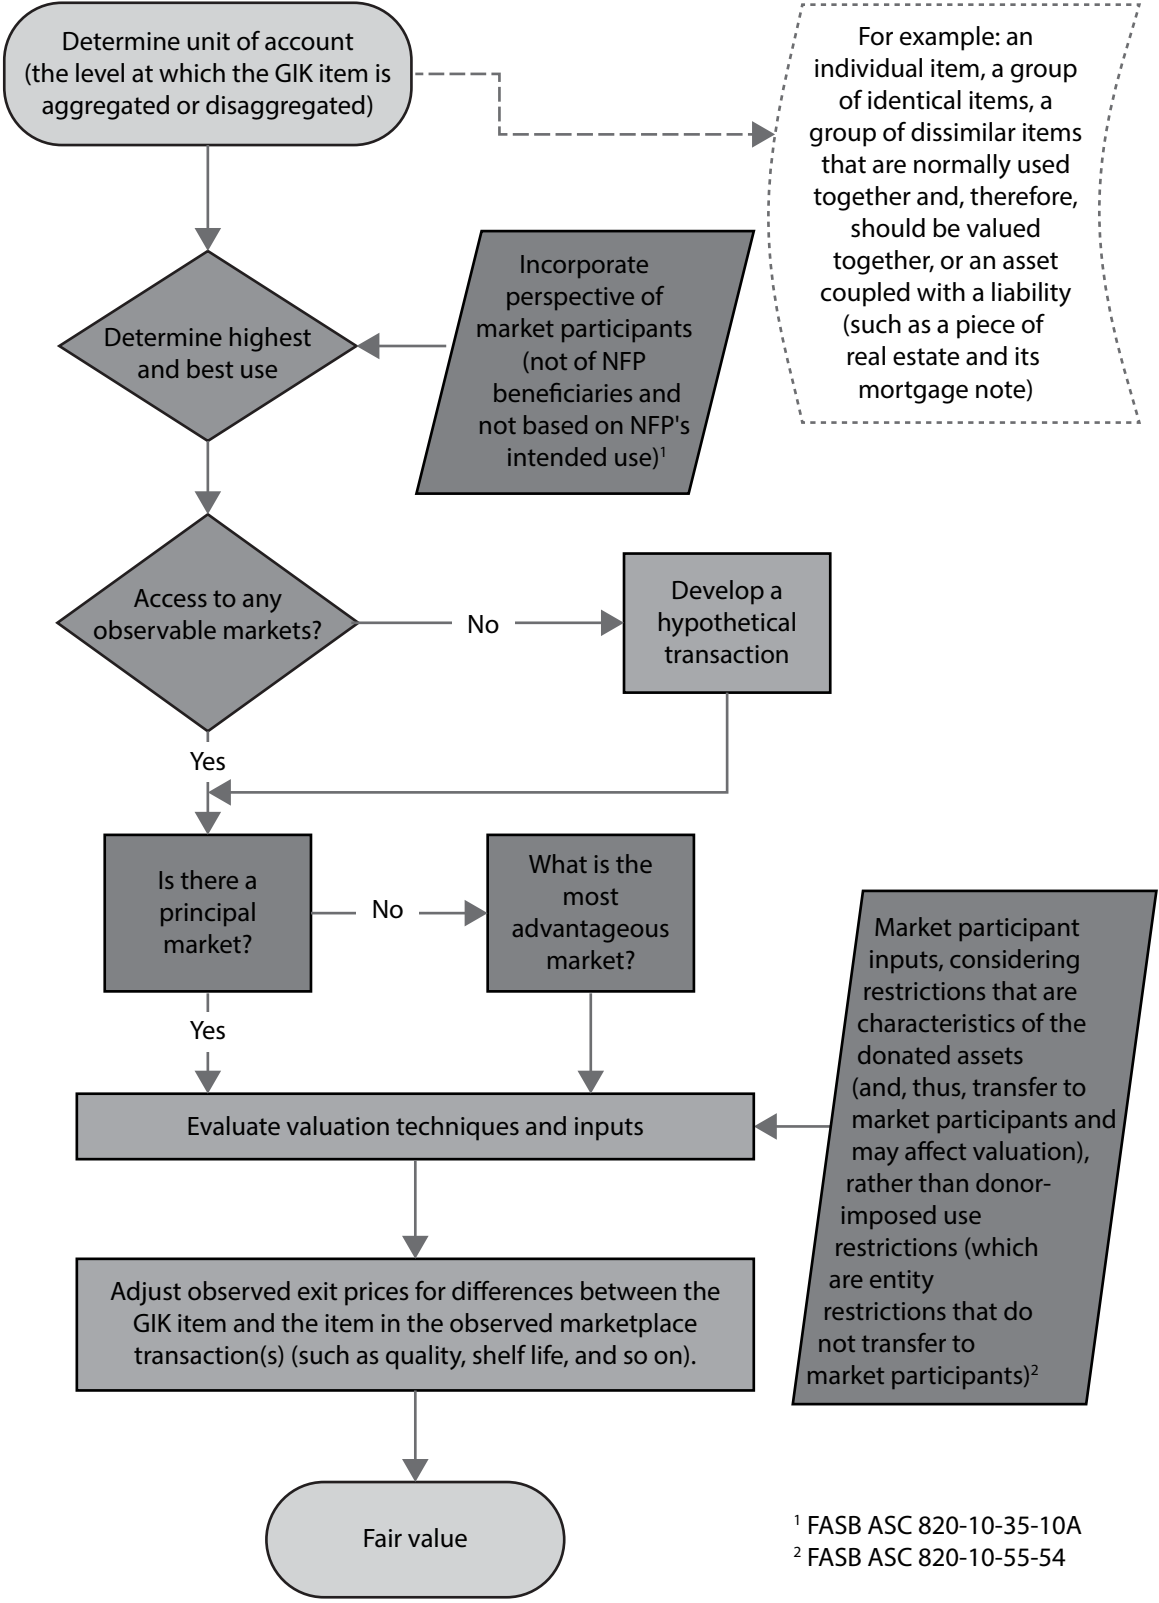 Determine unit of account
(the level at which the GIK item is
aggregated or disaggregated)
For example: an
individual item, a group
of identical items, a
group of dissimilar items
that are normally used
together and, therefore,
should be valued
together, or an asset
coupled with a liability
(such as a piece of
real estate and its
mortgage note)
Determine highest
and best use
Incorporate
perspective of
market participants
(not of NFP
beneficiaries and
not based on NFP's
intended use)¹
Access to any
observable markets?
No
Develop a
hypothetical
transaction
Yes
Is there a
principal
market?
No
What is the
most
advantageous
market?
Yes
Market participant
inputs, considering
restrictions that are
characteristics of the
donated assets
(and, thus, transfer to
market participants and
may affect valuation),
rather than donor-
imposed use
restrictions (which
are entity
restrictions that do
not transfer to
market participants)²
Evaluate valuation techniques and inputs
Adjust observed exit prices for differences between the
GIK item and the item in the observed marketplace
transaction(s) (such as quality, shelf life, and so on).
Fair value
¹ FASB ASC 820-10-35-10A
² FASB ASC 820-10-55-54